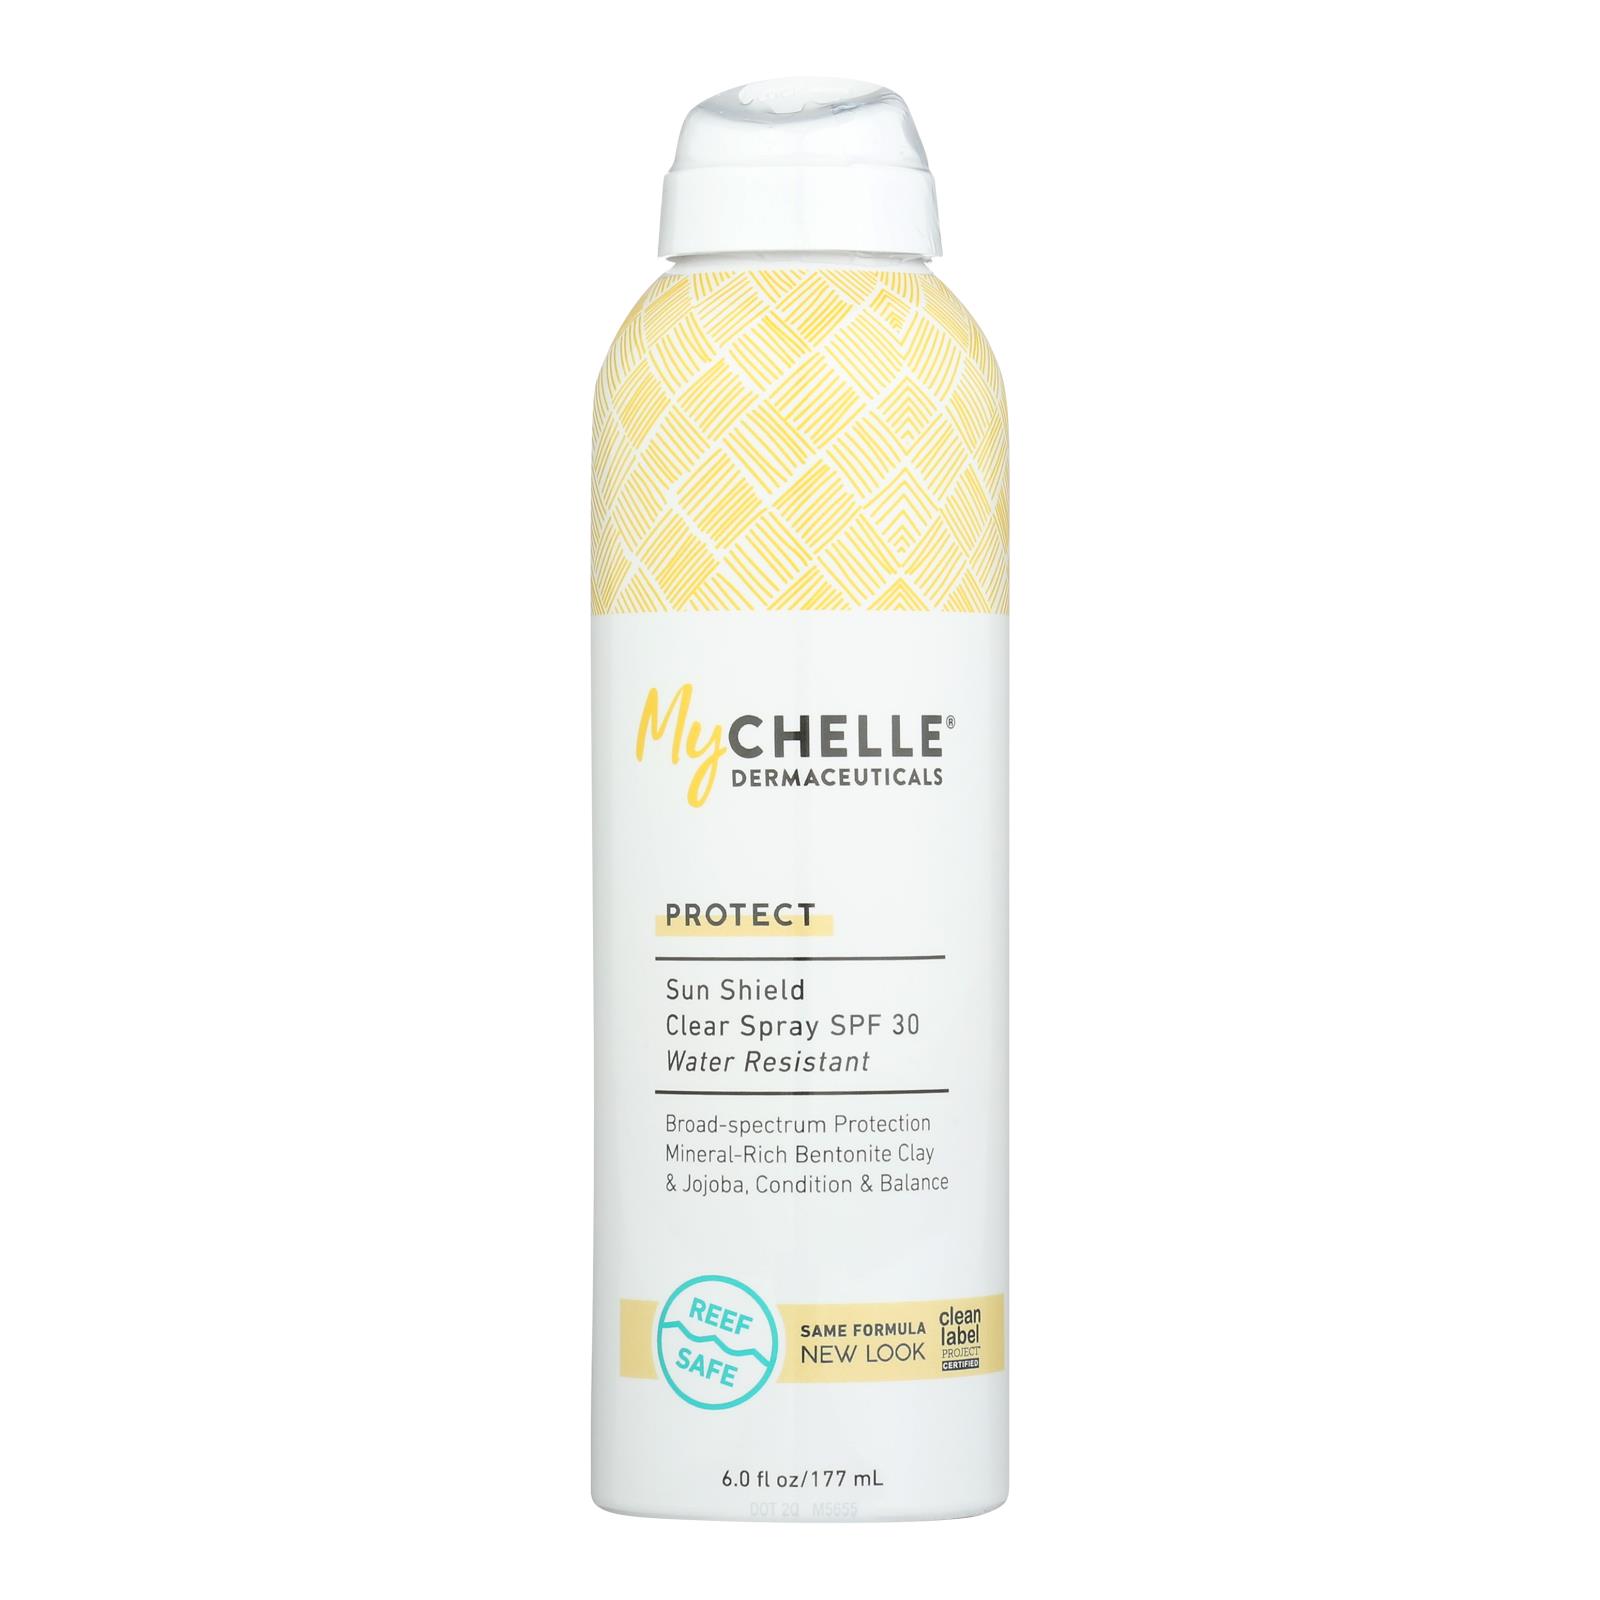 MyCHELLE®
DERMACEUTICALS
PROTECT
Sun Shield
Clear Spray SPF 30
Water Resistant
Broad-spectrum Protection
Mineral-Rich Bentonite Clay
& Jojoba, Condition & Balance
REEF
SAFE
SAME FORMULA
NEW LOOK
clean
label
PROJECT™
CERTIFIED
6.0 fl oz/177 mL
DOT 2Q M5655